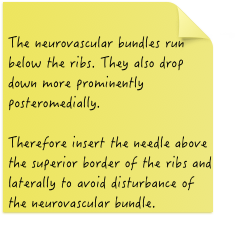 The neurovascular bundles run
below the ribs. They also drop
down more prominently
posteromedially.
Therefore insert the needle above
the superior border of the ribs and
laterally to avoid disturbance of
the neurovascular bundle.